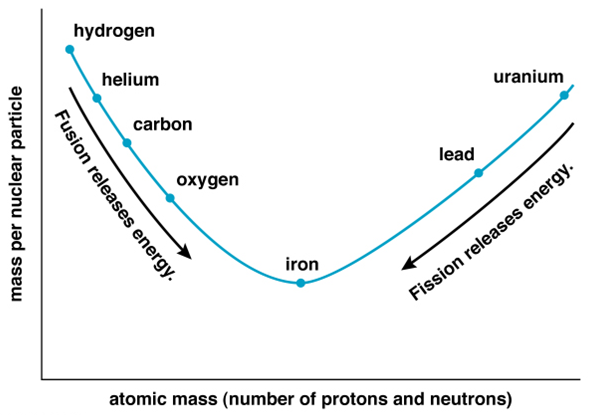 hydrogen
helium
carbon
oxygen
iron
lead
uranium
Fusion releases energy.
Fission releases energy.
mass per nuclear particle
atomic mass (number of protons and neutrons)